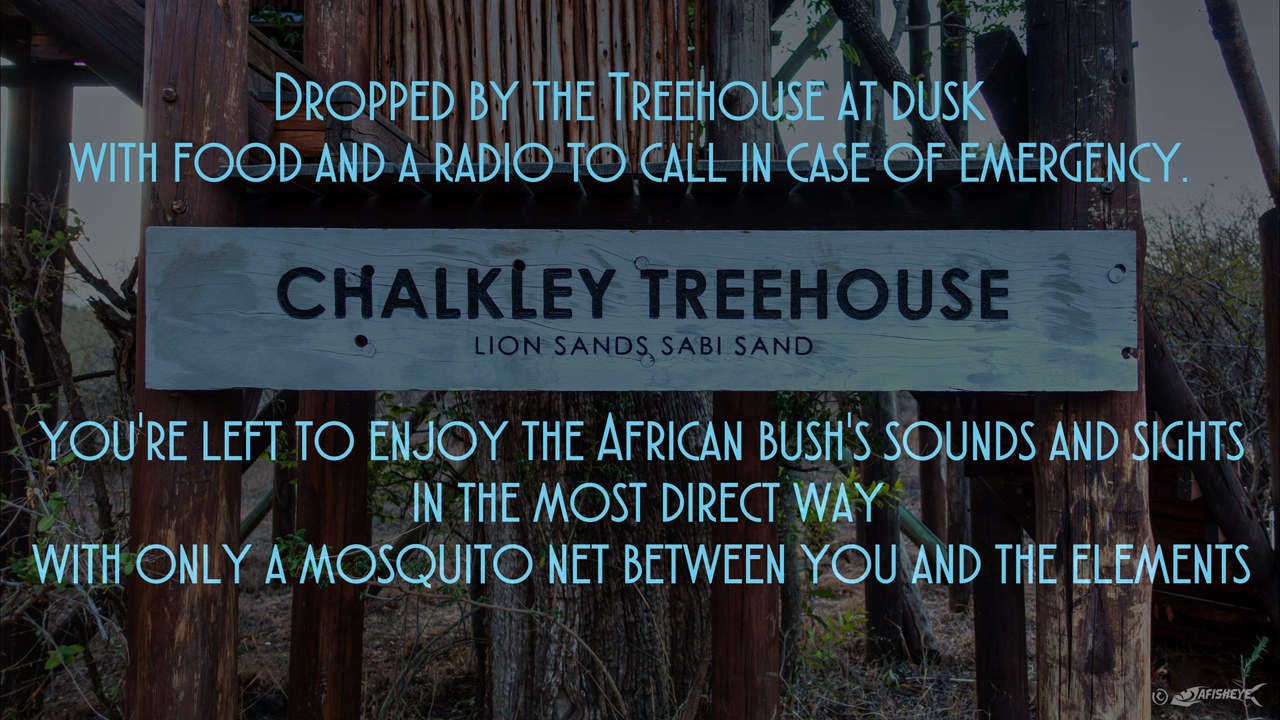 Dropped by the Treehouse at dusk
with food and a radio to call in case of emergency.
CHALKLEY TREEHOUSE
LION SANDS SABI SAND
you're left to enjoy the African bush's sounds and sights
in the most direct way
with only a mosquito net between you and the elements
© AFISHEYE